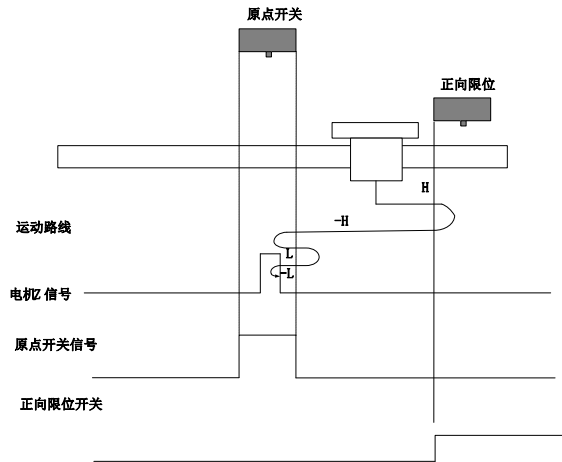 原点开关
正向限位
H
-H
运动路线
L
-L
电机Z 信号
原点开关信号
正向限位开关